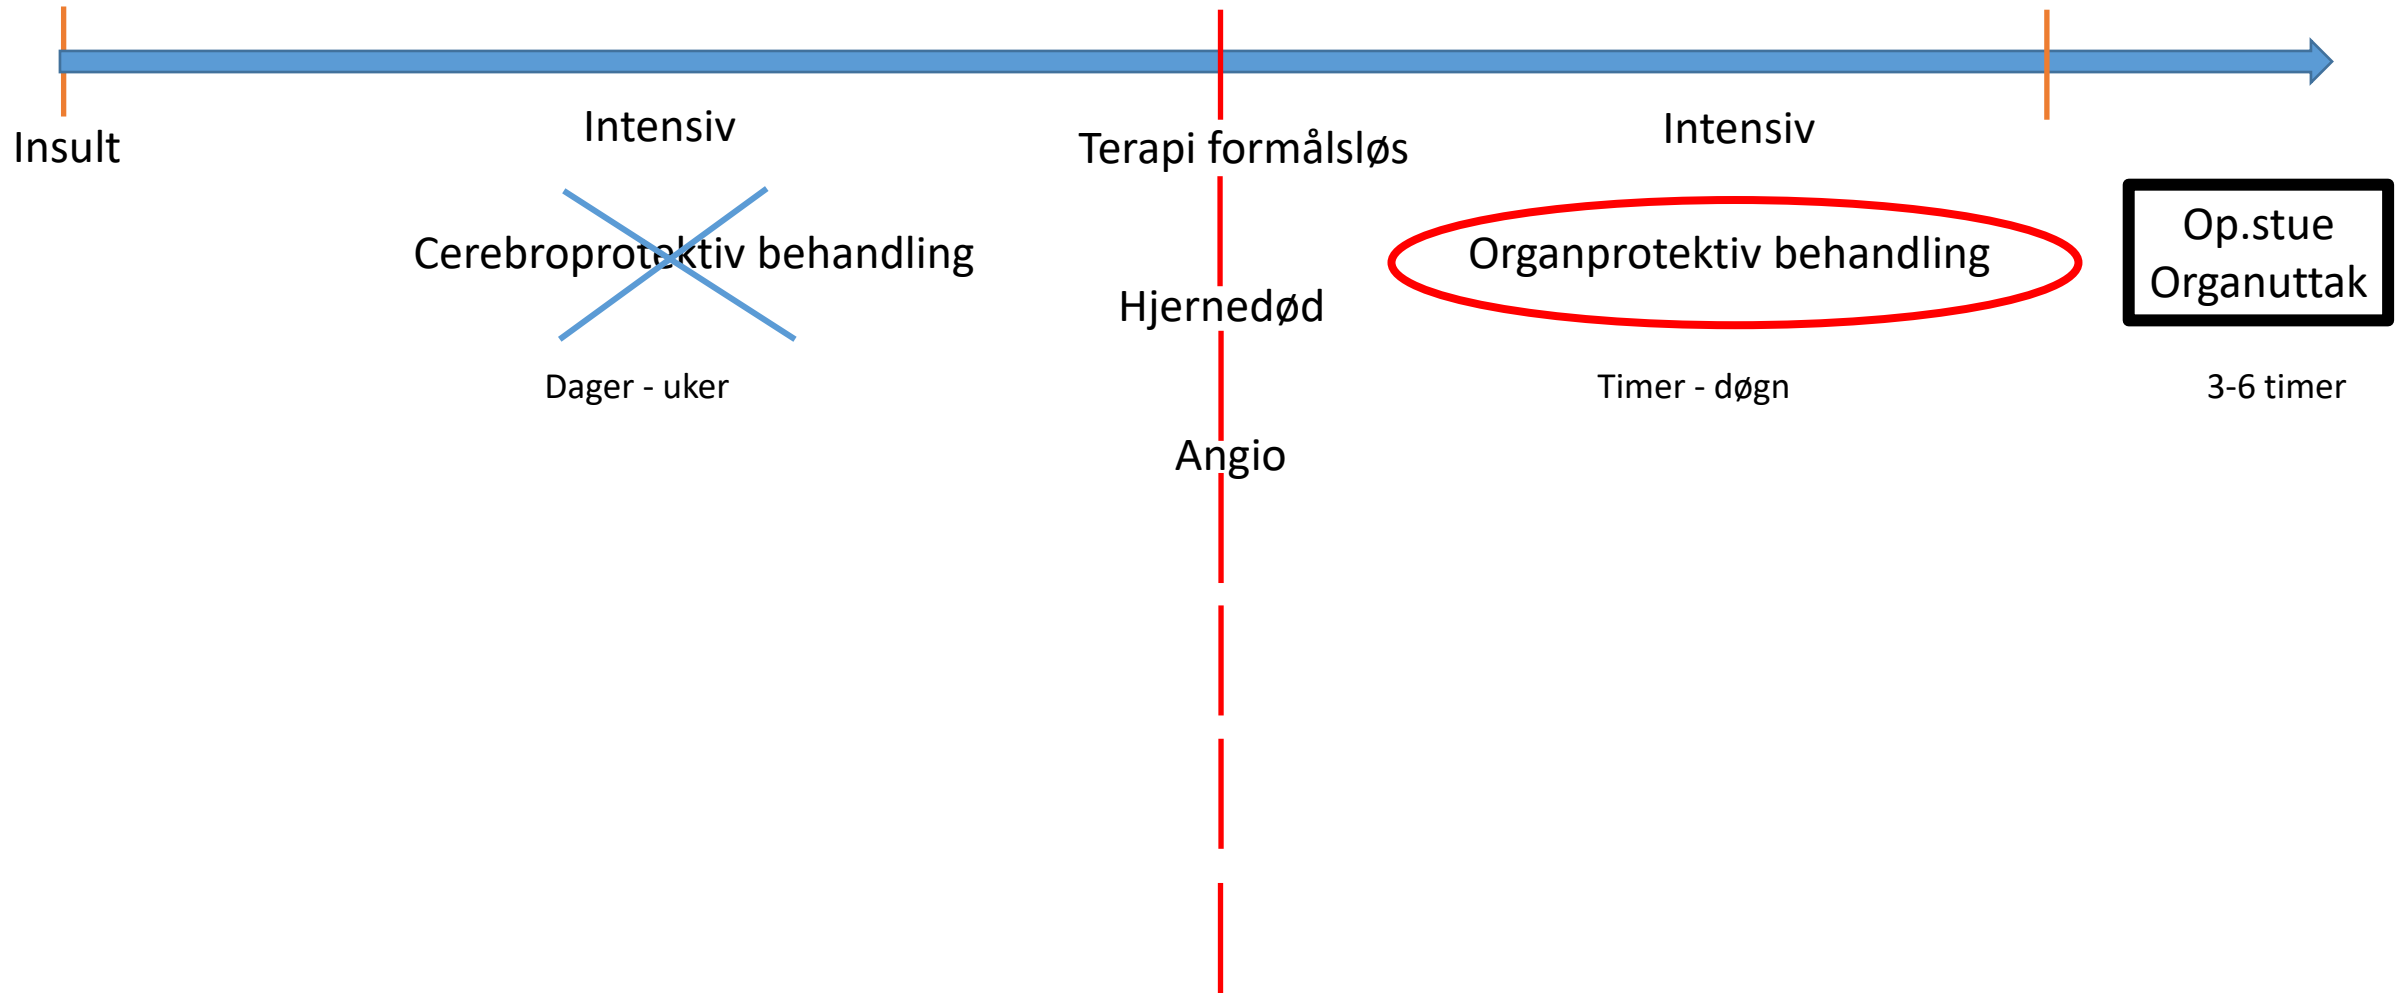 Insult
Intensiv
Cerebroprotektiv behandling
Dager - uker
Terapi formålsløs
Hjernedød
Angio
Intensiv
Organprotektiv behandling
Timer - døgn
Op.stue
Organuttak
3-6 timer